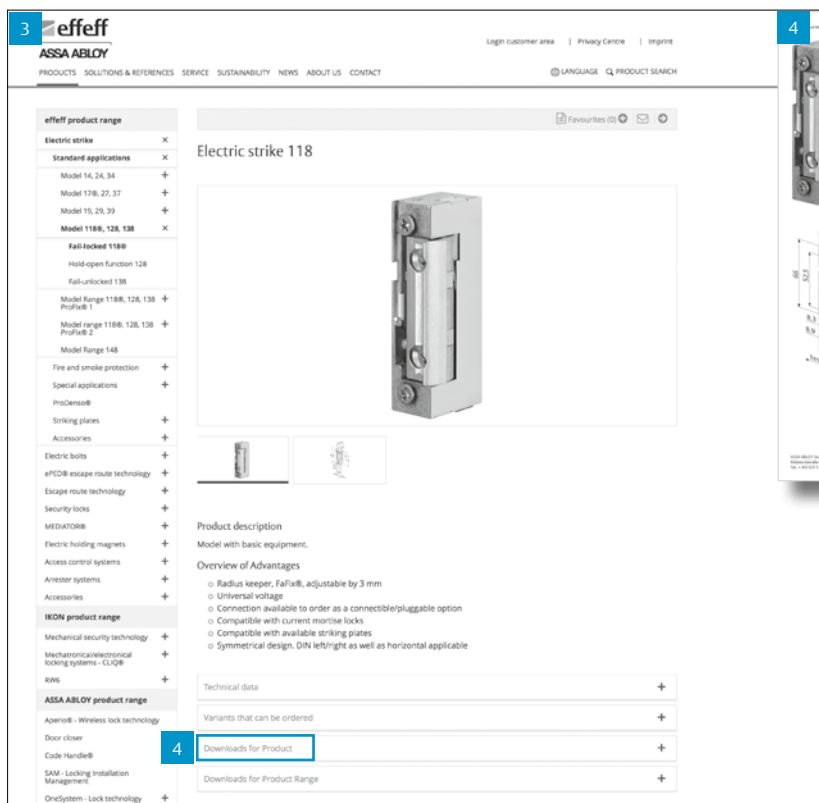 3
effeff
ASSA ABLOY
Login customer area | Privacy Centre | Imprint
PRODUCTS SOLUTIONS & REFERENCES SERVICE SUSTAINABILITY NEWS ABOUT US CONTACT
LANGUAGE PRODUCT SEARCH
effeff product range
Electric strike ×
Standard applications ×
Model 14, 24, 34 +
Model 17®, 27, 37 +
Model 19, 29, 39 +
Model 118®, 128, 138 ×
Fail-locked 118®
Hold-open function 128
Fail-unlocked 138
Model Range 118®, 128, 138 +
ProFix® 1
Model range 118®, 128, 138 +
ProFix® 2
Model Range 148
Fire and smoke protection +
Special applications +
ProDenso®
Striking plates +
Accessories +
Electric bolts +
ePED® escape route technology +
Escape route technology +
Security locks +
MEDIATOR® +
Electric holding magnets +
Access control systems +
Arrester systems +
Accessories +
IKON product range
Mechanical security technology +
Mechatronical/electronical +
locking systems - CLIQ®
RW6 +
ASSA ABLOY product range
Aperio® - Wireless lock technology
Door closer
Code Handle®
SAM - Locking Installation
Management
OneSystem - Lock technology +
Favourites (0)
Electric strike 118
Product description
Model with basic equipment.
Overview of Advantages
Radius keeper, FaFix®, adjustable by 3 mm
Universal voltage
Connection available to order as a connectible/pluggable option
Compatible with current mortise locks
Compatible with available striking plates
Symmetrical design. DIN left/right as well as horizontal applicable
Technical data +
Variants that can be ordered +
4
Downloads for Product +
Downloads for Product Range +
4
66
52.5
8.3
8.9